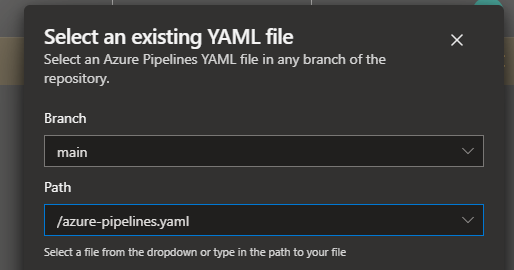 Select an existing YAML file
Select an Azure Pipelines YAML file in any branch of the
repository.
Branch
main
Path
/azure-pipelines.yaml
Select a file from the dropdown or type in the path to your file